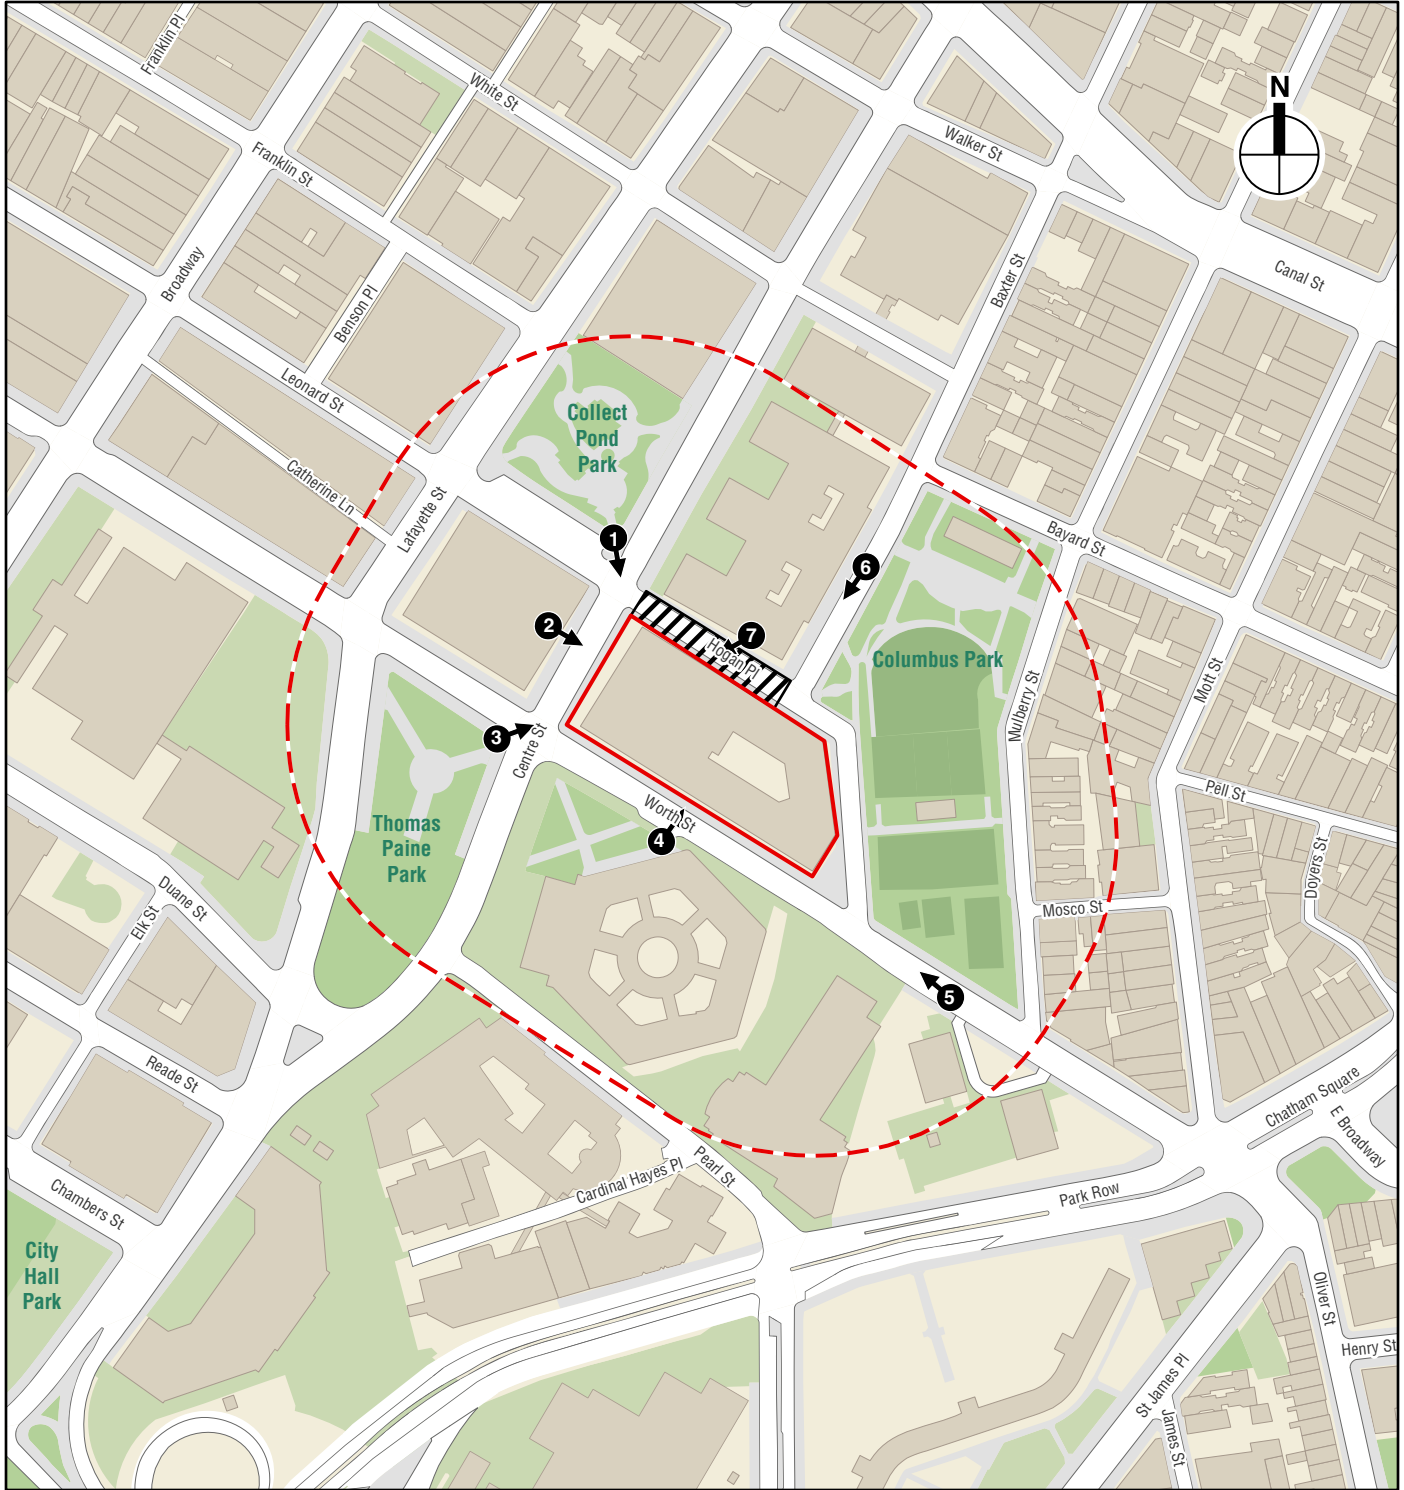 Franklin Pl
White St
N
Walker St
Franklin St
Broadway
Benson Pl
Baxter St
Canal St
Leonard St
Collect
Pond
Park
Catherine Ln
Lafayette St
Bayard St
1
6
2
7
Hogan Pl
Columbus Park
Mulberry St
Mott St
3
Centre St
Pell St
Worth St
4
Thomas
Paine
Park
Doyers St
Duane St
Elk St
Mosco St
5
Reade St
Chatham Square
E Broadway
Pearl St
Cardinal Hayes Pl
Park Row
Chambers St
City
Hall
Park
Oliver St
Henry St
St James Pl
James St